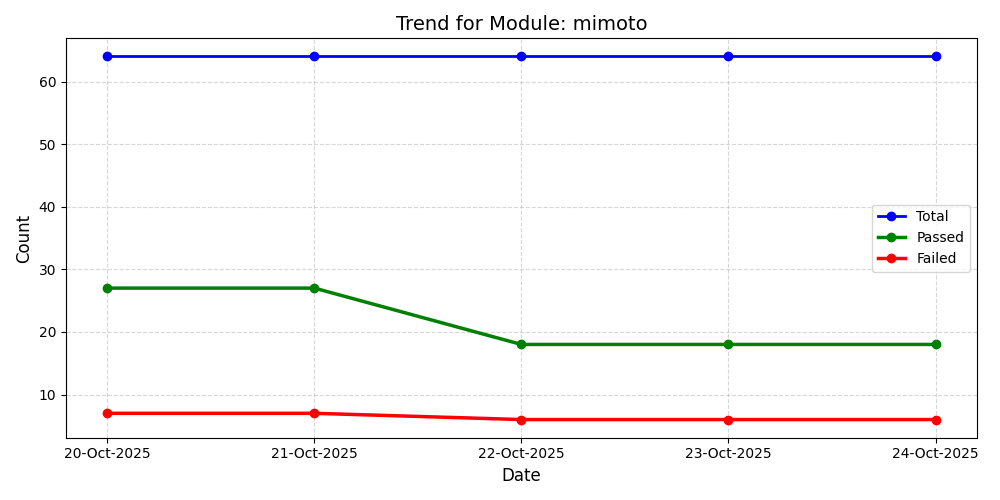 Trend for Module: mimoto
Count
60
50
40
30
20
10
Total
Passed
Failed
20-Oct-2025 21-Oct-2025 22-Oct-2025 23-Oct-2025 24-Oct-2025
Date